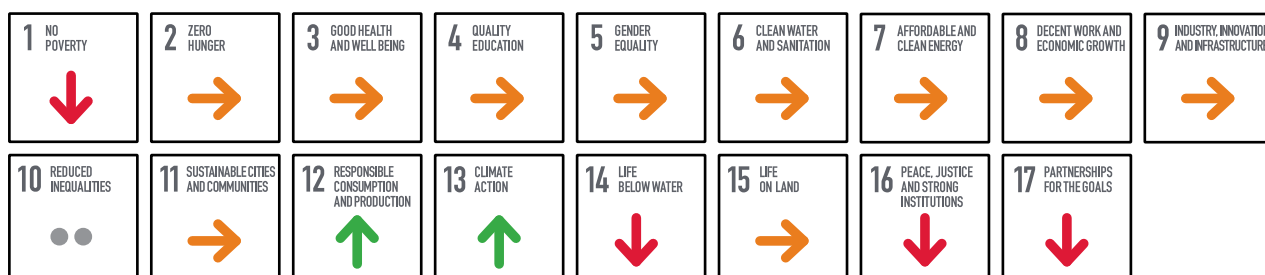 1 NO
POVERTY
2 ZERO
HUNGER
3 GOOD HEALTH
AND WELL BEING
4 QUALITY
EDUCATION
5 GENDER
EQUALITY
6 CLEAN WATER
AND SANITATION
7 AFFORDABLE AND
CLEAN ENERGY
8 DECENT WORK AND
ECONOMIC GROWTH
9 INDUSTRY, INNOVATION
AND INFRASTRUCTURE
10 REDUCED
INEQUALITIES
11 SUSTAINABLE CITIES
AND COMMUNITIES
12 RESPONSIBLE
CONSUMPTION
AND PRODUCTION
13 CLIMATE
ACTION
14 LIFE
BELOW WATER
15 LIFE
ON LAND
16 PEACE, JUSTICE
AND STRONG
INSTITUTIONS
17 PARTNERSHIPS
FOR THE GOALS